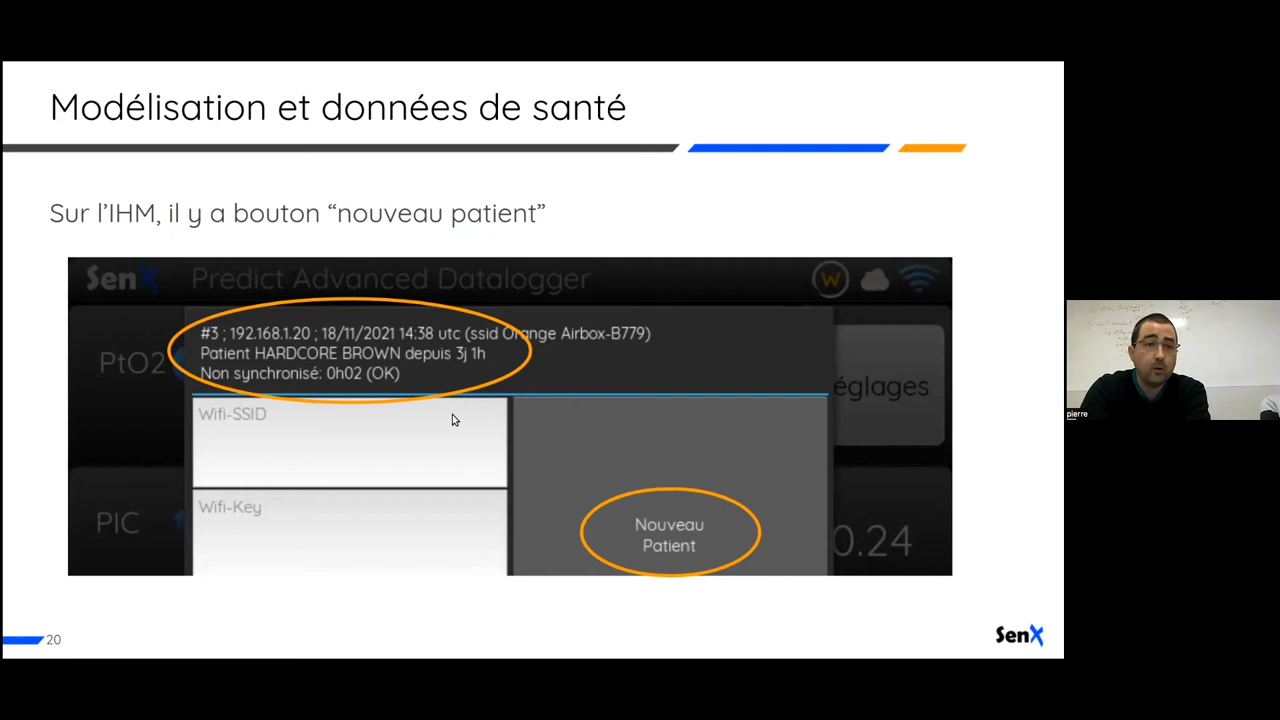 Modélisation et données de santé
Sur l'IHM, il y a bouton “nouveau patient”
SenX Predict Advanced Datalogger W
#3 ; 192.168.1.20 ; 18/11/2021 14:38 utc (ssid Orange Airbox-B779)
Patient HARDCORE BROWN depuis 3j 1h
Non synchronisé: 0h02 (OK)
PtO2
églages
Wifi-SSID
Wifi-Key
PIC
Nouveau
Patient
0.24
pierre
20
SenX